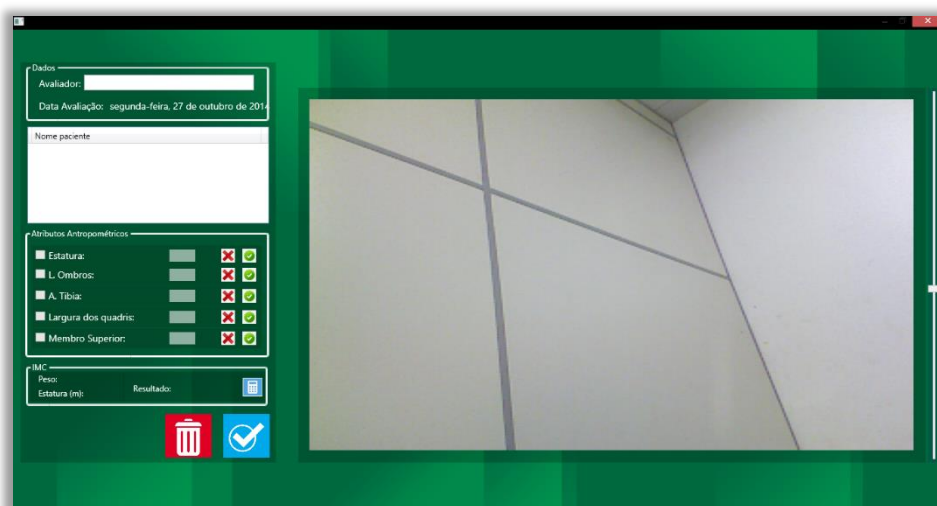 Dados
Avaliador:
Data Avaliação: segunda-feira, 27 de outubro de 2014
Nome paciente
Atributos Antropométricos
Estatura:
L. Ombros:
A. Tibia:
Largura dos quadris:
Membro Superior:
IMC
Peso:
Estatura (m):
Resultado: